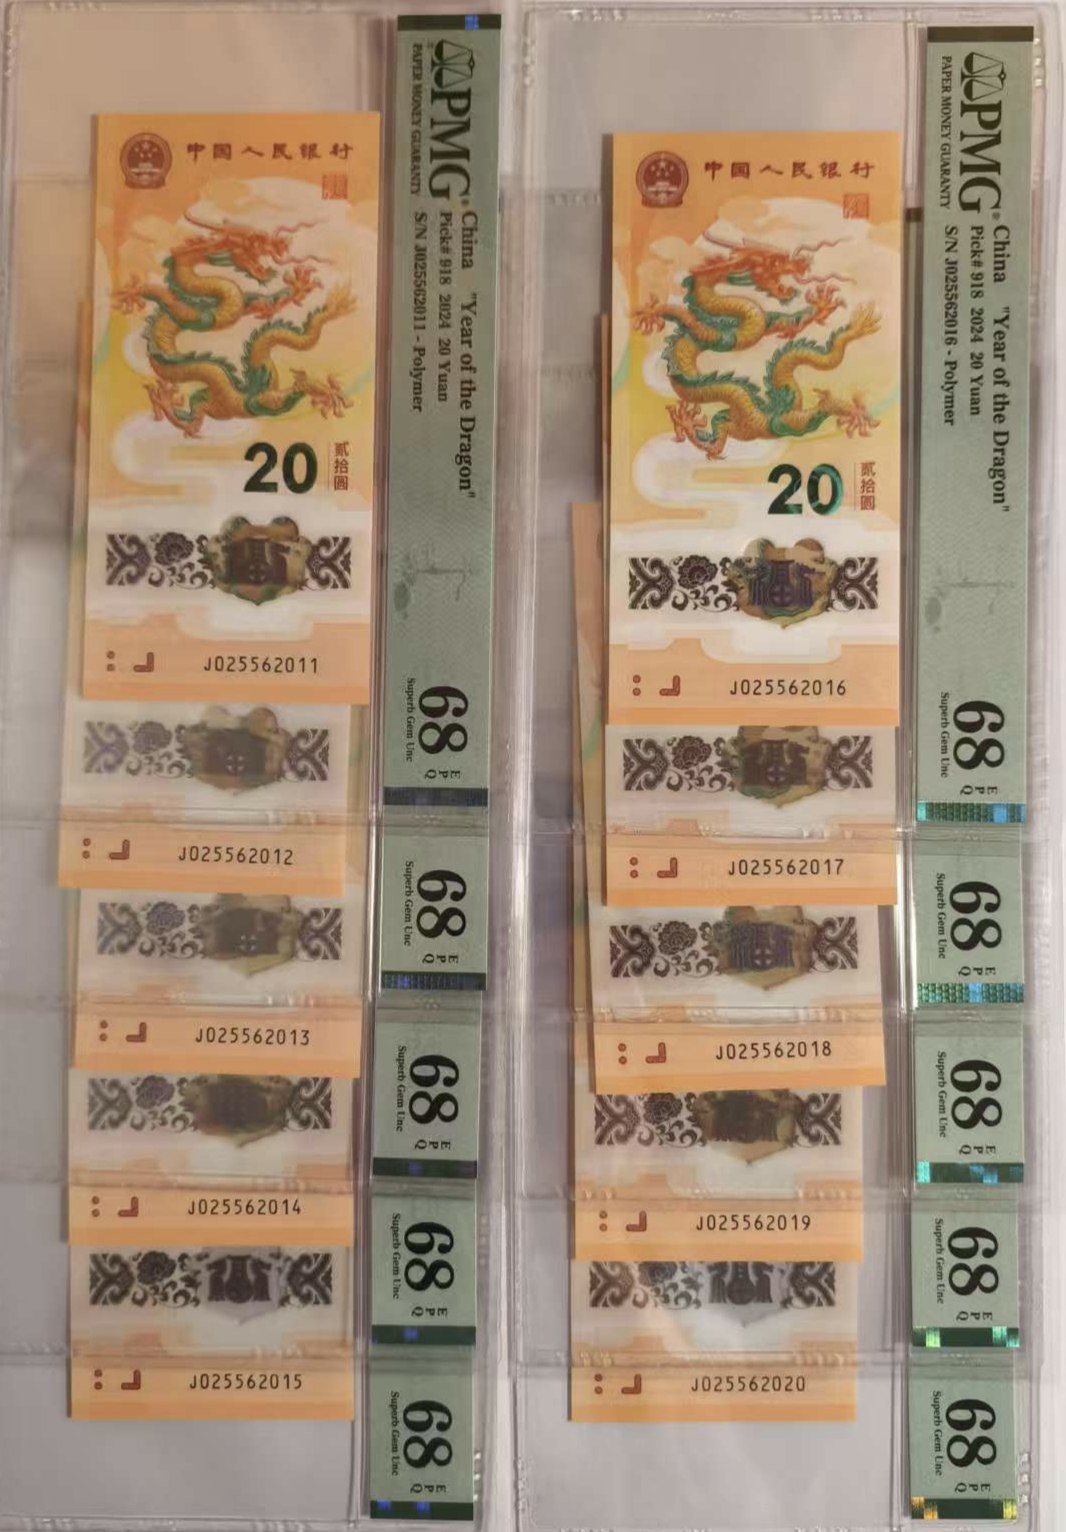 中国人民银行
20
贰拾圆
J025562011
J025562012
J025562013
J025562014
J025562015
PMG®
PAPER MONEY GUARANTY
China "Year of the Dragon"
Pick# 918 2024 20 Yuan
S/N J025562011 - Polymer
68 EPQ
Superb Gem Unc
68 EPQ
Superb Gem Unc
68 EPQ
Superb Gem Unc
68 EPQ
Superb Gem Unc
68 EPQ
Superb Gem Unc
中国人民银行
20
贰拾圆
J025562016
J025562017
J025562018
J025562019
J025562020
PMG®
PAPER MONEY GUARANTY
China "Year of the Dragon"
Pick# 918 2024 20 Yuan
S/N J025562016 - Polymer
68 EPQ
Superb Gem Unc
68 EPQ
Superb Gem Unc
68 EPQ
Superb Gem Unc
68 EPQ
Superb Gem Unc
68 EPQ
Superb Gem Unc